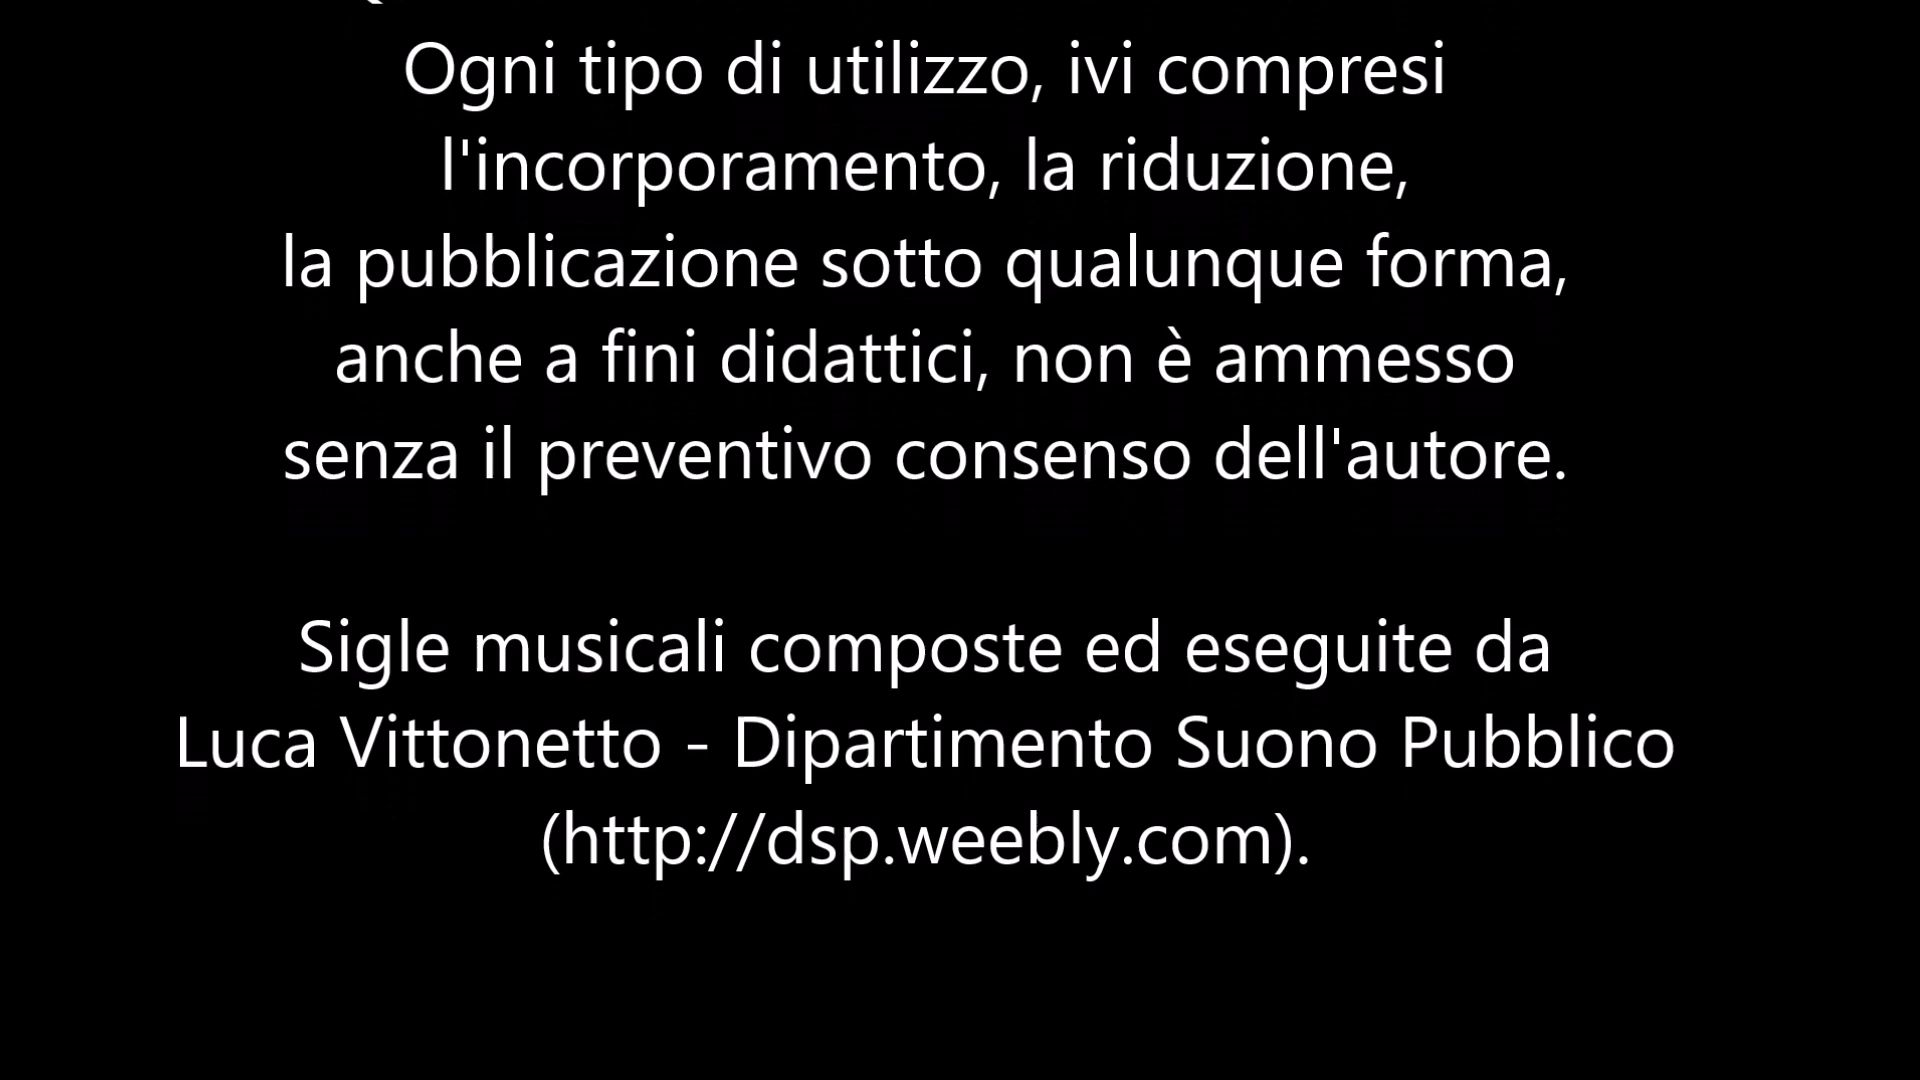 Ogni tipo di utilizzo, ivi compresi
l'incorporamento, la riduzione,
la pubblicazione sotto qualunque forma,
anche a fini didattici, non è ammesso
senza il preventivo consenso dell'autore.
Sigle musicali composte ed eseguite da
Luca Vittonetto - Dipartimento Suono Pubblico
(http://dsp.weebly.com).